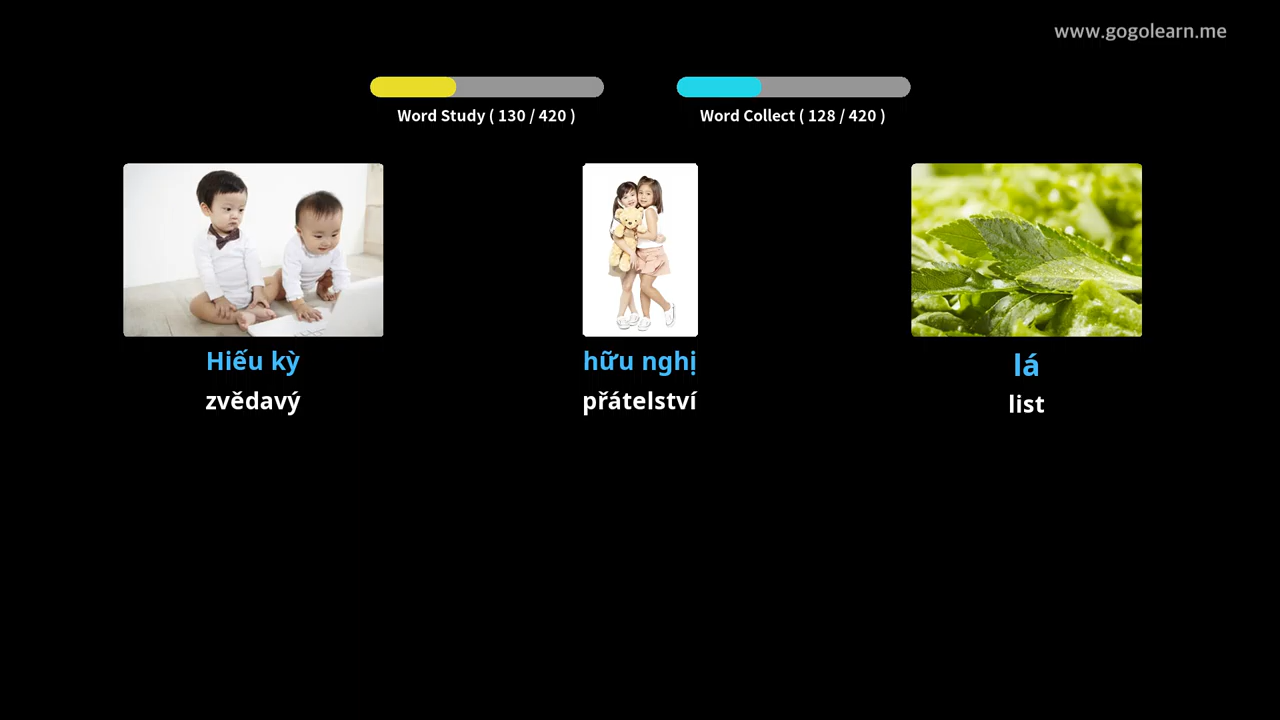 www.gogolearn.me
Word Study ( 130 / 420 )
Word Collect ( 128 / 420 )
Hiếu kỳ
zvědavý
hữu nghị
přátelství
lá
list